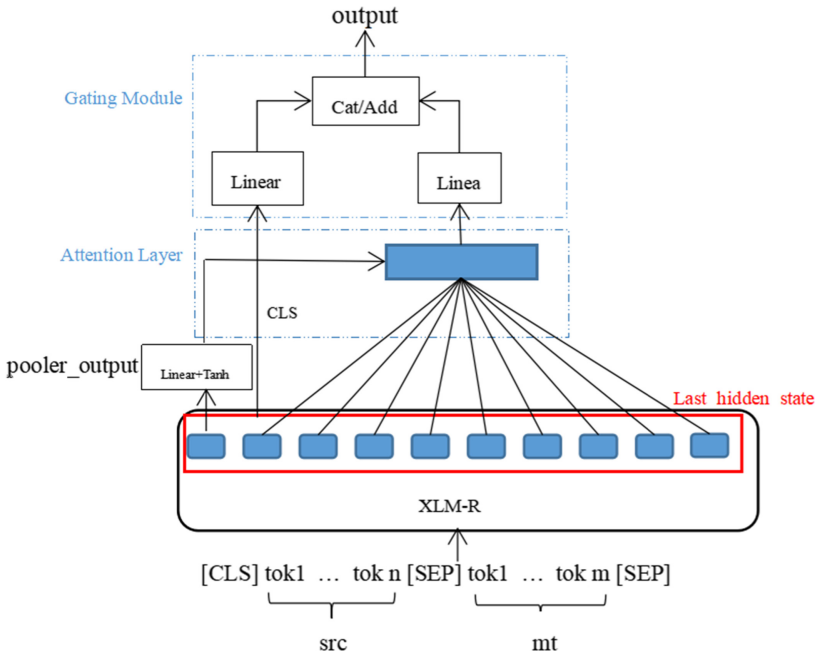 output
Gating Module
Cat/Add
Linear
Linea
Attention Layer
CLS
pooler_output
Linear+Tanh
Last hidden state
XLM-R
[CLS] tok1 … tok n [SEP] tok1 … tok m [SEP]
src
mt